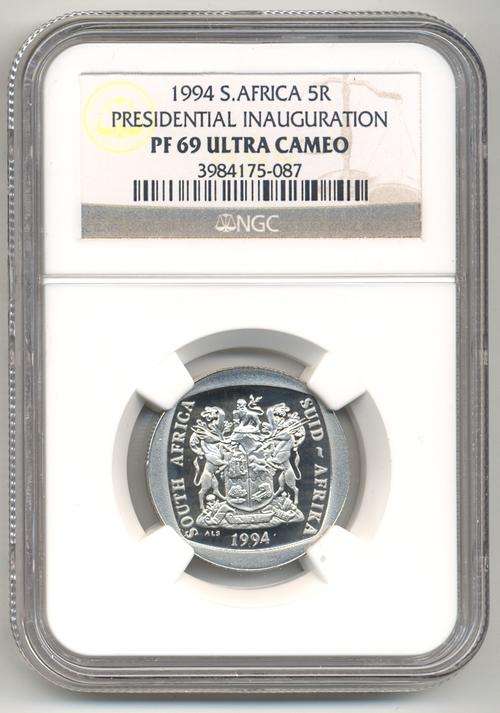 1994 S.AFRICA 5R
PRESIDENTIAL INAUGURATION
PF 69 ULTRA CAMEO
3984175-087
NGC
SOUTH AFRICA
SUID ~ AFRIKA
ALS
1994